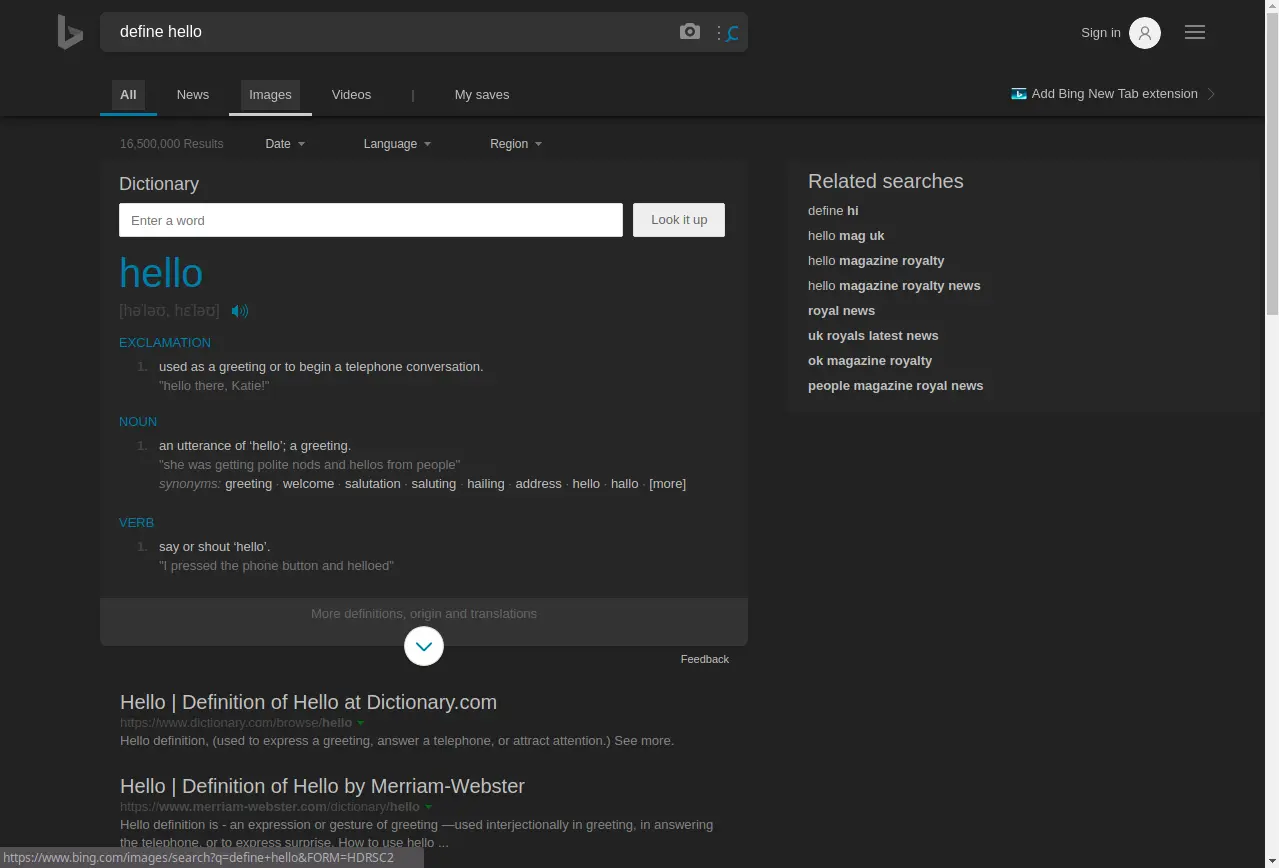 define hello
Sign in
All News Images Videos | My saves
Add Bing New Tab extension
16,500,000 Results Date Language Region
Dictionary
Enter a word
Look it up
hello
[həˈləʊ, hɛˈləʊ]
EXCLAMATION
1. used as a greeting or to begin a telephone conversation.
"hello there, Katie!"
NOUN
1. an utterance of ‘hello’; a greeting.
"she was getting polite nods and hellos from people"
synonyms: greeting · welcome · salutation · saluting · hailing · address · hello · hallo · [more]
VERB
1. say or shout ‘hello’.
"I pressed the phone button and helloed"
More definitions, origin and translations
Feedback
Hello | Definition of Hello at Dictionary.com
https://www.dictionary.com/browse/hello
Hello definition, (used to express a greeting, answer a telephone, or attract attention.) See more.
Hello | Definition of Hello by Merriam-Webster
https://www.merriam-webster.com/dictionary/hello
Hello definition is - an expression or gesture of greeting —used interjectionally in greeting, in answering
the telephone, or to express surprise. How to use hello ...
Related searches
define hi
hello mag uk
hello magazine royalty
hello magazine royalty news
royal news
uk royals latest news
ok magazine royalty
people magazine royal news
https://www.bing.com/images/search?q=define+hello&FORM=HDRSC2